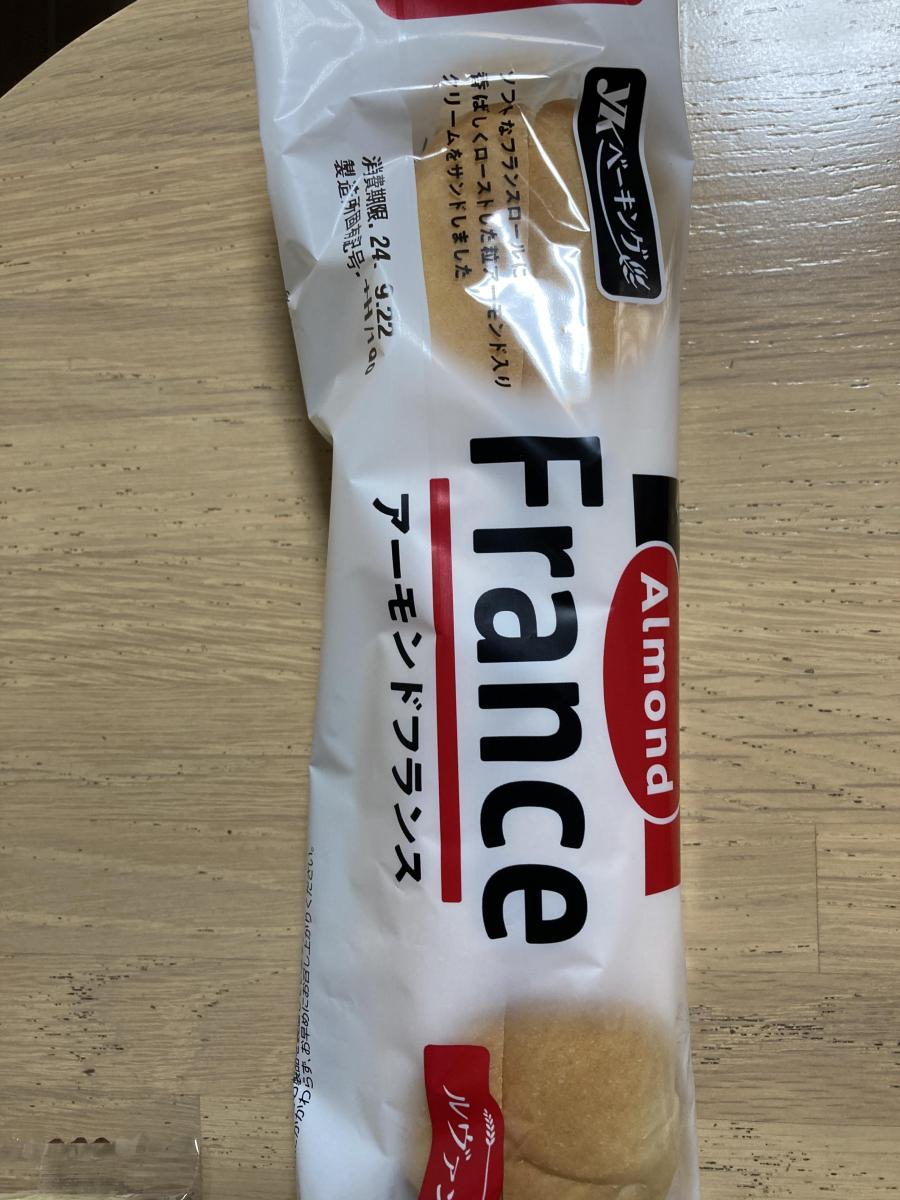 YKベーキング
ソフトなフランスロールに
香ばしくローストした粒アーモンド入り
クリームをサンドしました
消費期限. 24. 9.22
製造所固有記号.
Almond
France
アーモンドフランス
ルヴァン